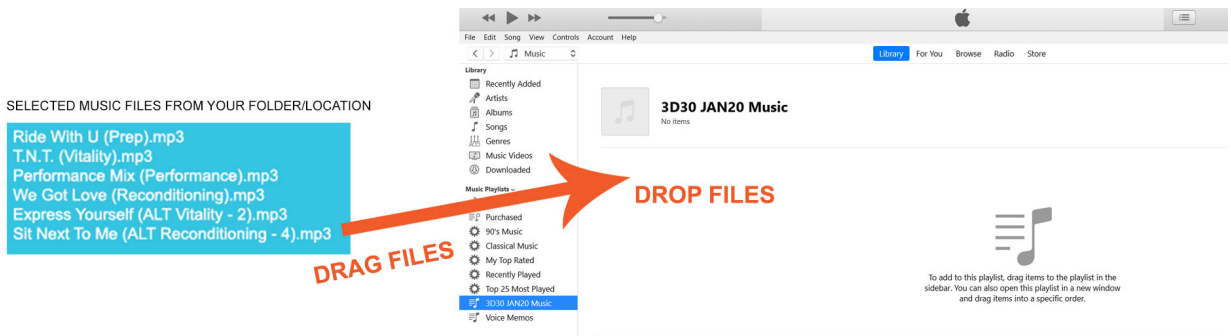 SELECTED MUSIC FILES FROM YOUR FOLDER/LOCATION
Ride With U (Prep).mp3
T.N.T. (Vitality).mp3
Performance Mix (Performance).mp3
We Got Love (Reconditioning).mp3
Express Yourself (ALT Vitality - 2).mp3
Sit Next To Me (ALT Reconditioning - 4).mp3
DRAG FILES
File Edit Song View Controls Account Help
Music
Library For You Browse Radio Store
Library
Recently Added
Artists
Albums
Songs
Genres
Music Videos
Downloaded
Music Playlists
Purchased
90's Music
Classical Music
My Top Rated
Recently Played
Top 25 Most Played
3D30 JAN20 Music
Voice Memos
3D30 JAN20 Music
No items
DROP FILES
To add to this playlist, drag items to the playlist in the
sidebar. You can also open this playlist in a new window
and drag items into a specific order.